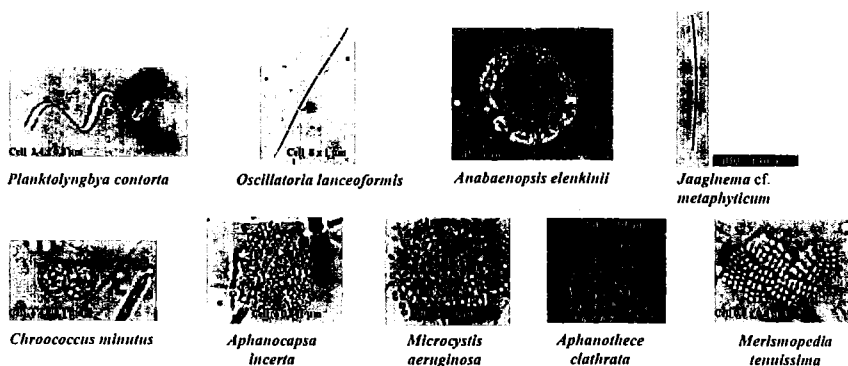 Planktolyngbya contorta
Oscillatoria lanceoformis
Anabaenopsis elenkinii
Jaaginema cf.
metaphyticum
Chroococcus minutus
Aphanocapsa
incerta
Microcystis
aeruginosa
Aphanothece
clathrata
Merismopedia
tenuissima